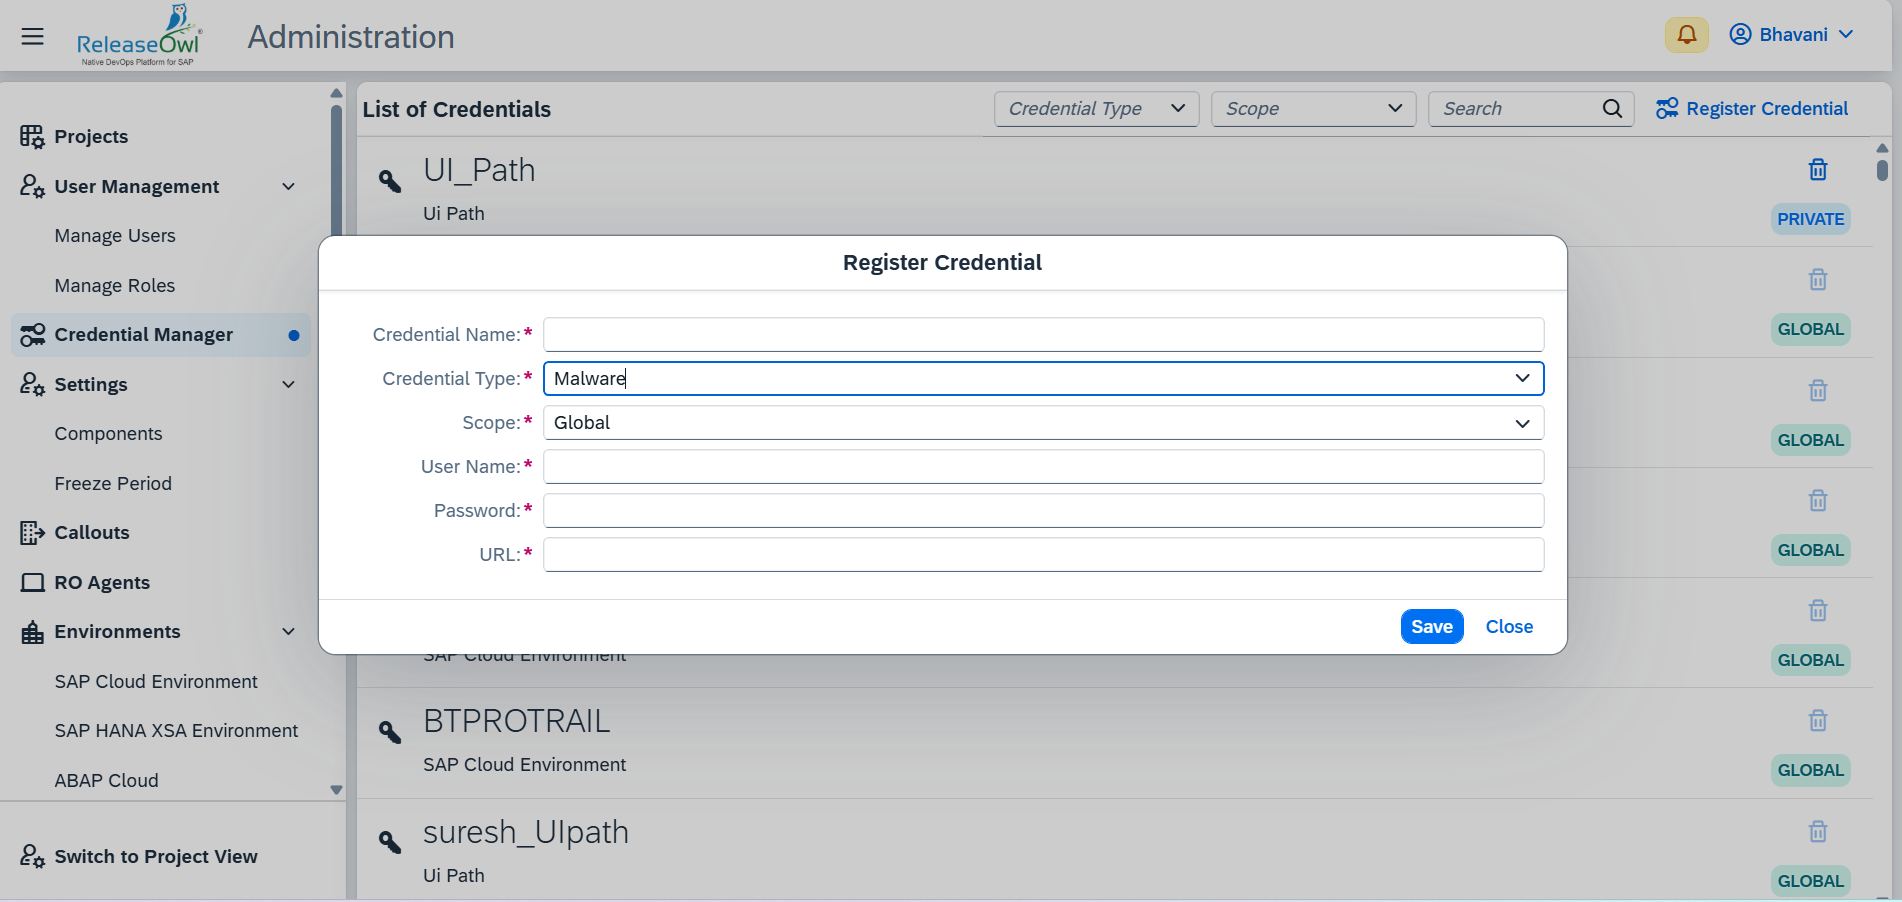 ReleaseOwl®
Native DevOps Platform for SAP
Administration
Bhavani
Projects
User Management
Manage Users
Manage Roles
Credential Manager
Settings
Components
Freeze Period
Callouts
RO Agents
Environments
SAP Cloud Environment
SAP HANA XSA Environment
ABAP Cloud
Switch to Project View
List of Credentials
Credential Type
Scope
Search
Register Credential
UI_Path
Ui Path
PRIVATE
GLOBAL
GLOBAL
GLOBAL
Register Credential
Credential Name:*
Credential Type:* Malware
Scope:* Global
User Name:*
Password:*
URL:*
Save Close
SAP Cloud Environment
GLOBAL
BTPROTRAIL
SAP Cloud Environment
GLOBAL
suresh_UIpath
Ui Path
GLOBAL